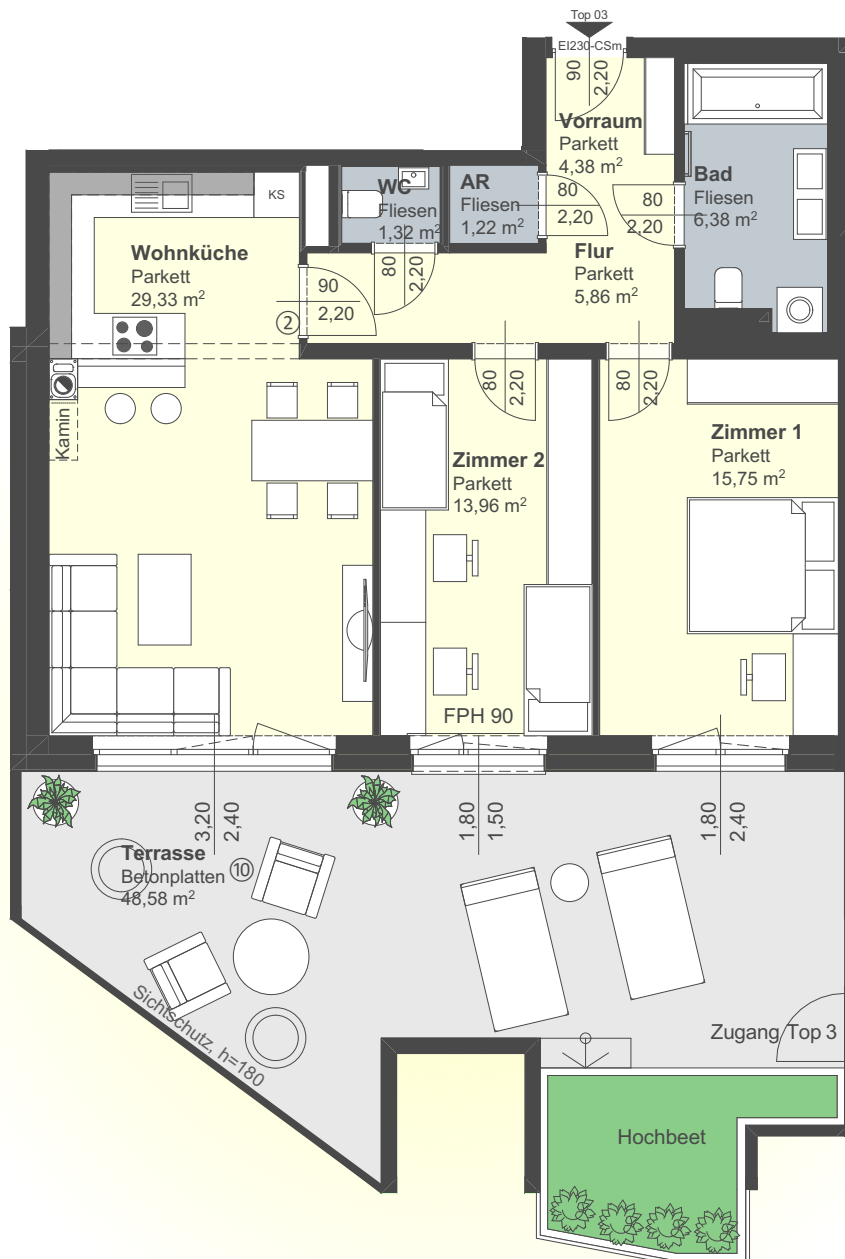 Top 03
EI230-CSm
90
2,20
Vorraum
Parkett
4,38 m²
Bad
Fliesen
6,38 m²
80
2,20
80
2,20
WC
Fliesen
1,32 m²
AR
Fliesen
1,22 m²
KS
Wohnküche
Parkett
29,33 m²
80
2,20
90
2,20
②
Flur
Parkett
5,86 m²
80
2,20
80
2,20
Kamin
Zimmer 2
Parkett
13,96 m²
Zimmer 1
Parkett
15,75 m²
FPH 90
3,20
2,40
1,80
1,50
1,80
2,40
Terrasse
Betonplatten
48,58 m²
⑩
Sichtschutz, h=180
Zugang Top 3
Hochbeet